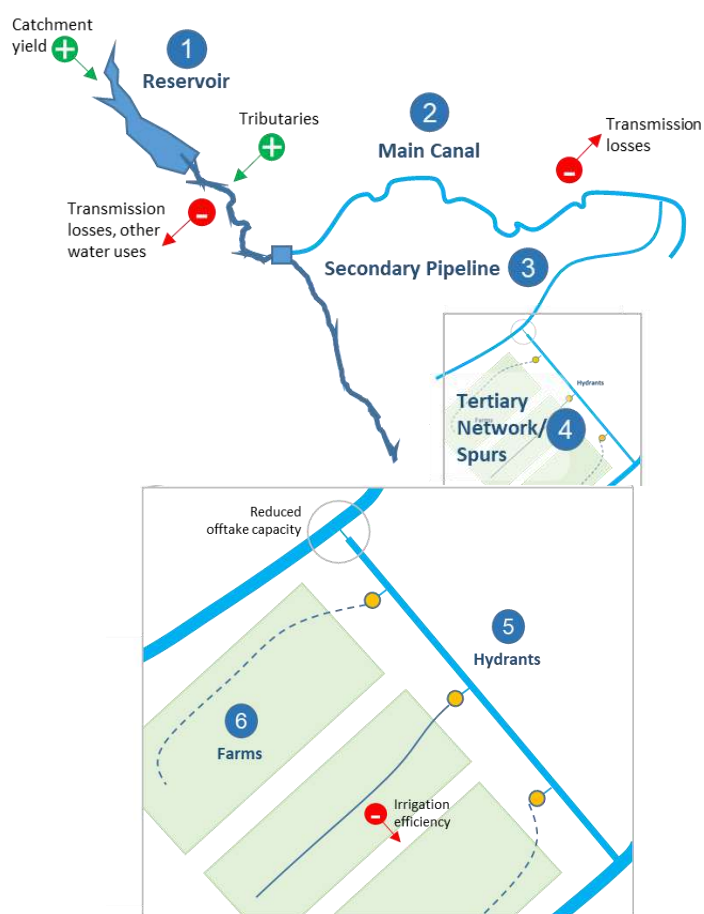 Catchment
yield
+
1
Reservoir
Tributaries
+
2
Main Canal
Transmission
losses
-
-
Transmission
losses, other
water uses
Secondary Pipeline 3
Hydrants
Tertiary
Farms
Network/ 4
Spurs
Reduced
offtake capacity
5
Hydrants
6
Farms
-
Irrigation
efficiency